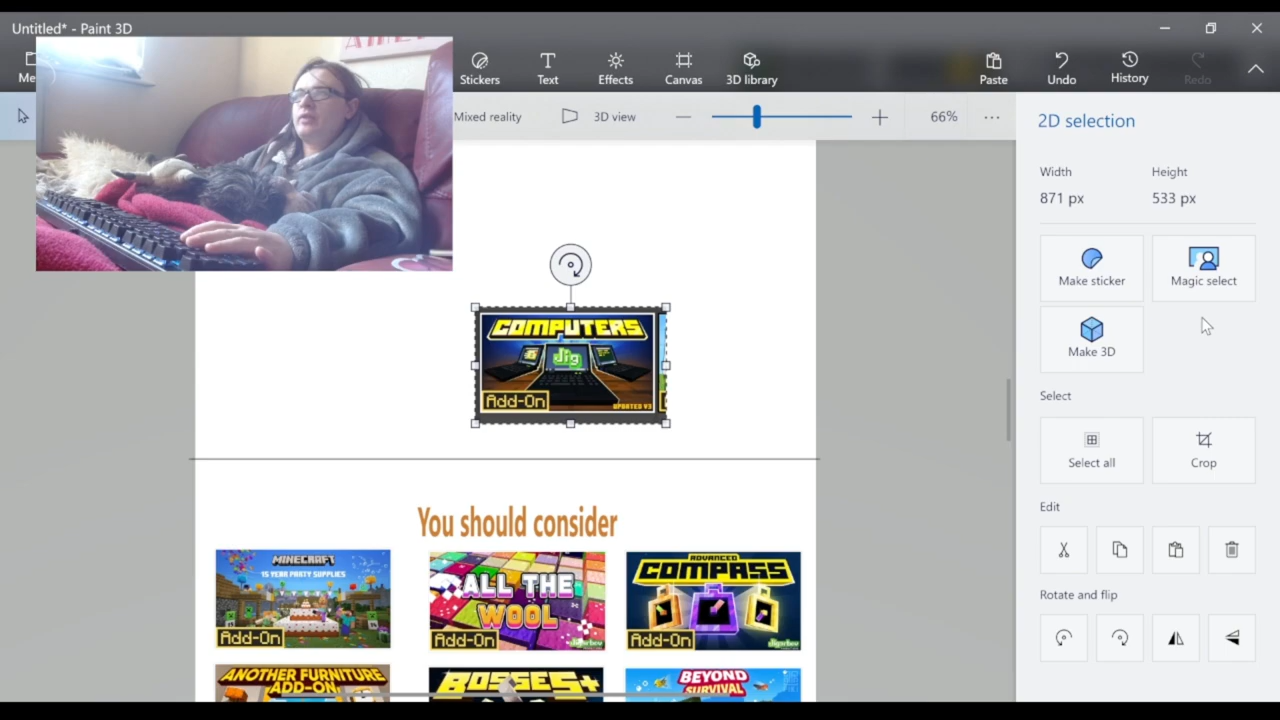 Untitled* - Paint 3D
Me
Stickers
Text
Effects
Canvas
3D library
Paste
Undo
History
Redo
Mixed reality
3D view
66%
2D selection
Width
Height
871 px
533 px
Make sticker
Magic select
Make 3D
Select
Select all
Crop
Edit
Rotate and flip
COMPUTERS
Jig
Add-On
UPDATED V3
You should consider
MINECRAFT
15 YEAR PARTY SUPPLIES
Add-On
ALL THE
WOOL
Add-On
ADVANCED
COMPASS
Add-On
ANOTHER FURNITURE
ADD-ON
BOSSES+
BEYOND
SURVIVAL